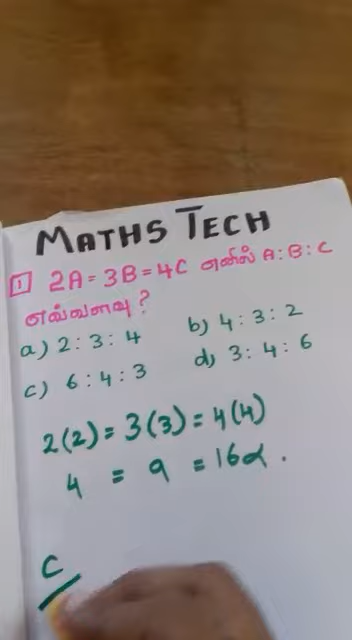 MATHS TECH
1 2A = 3B = 4C எனில் A : B : C
எவ்வளவு ?
a) 2 : 3 : 4
b) 4 : 3 : 2
c) 6 : 4 : 3
d) 3 : 4 : 6
2(2) = 3(3) = 4(4)
4 = 9 = 16α .
C